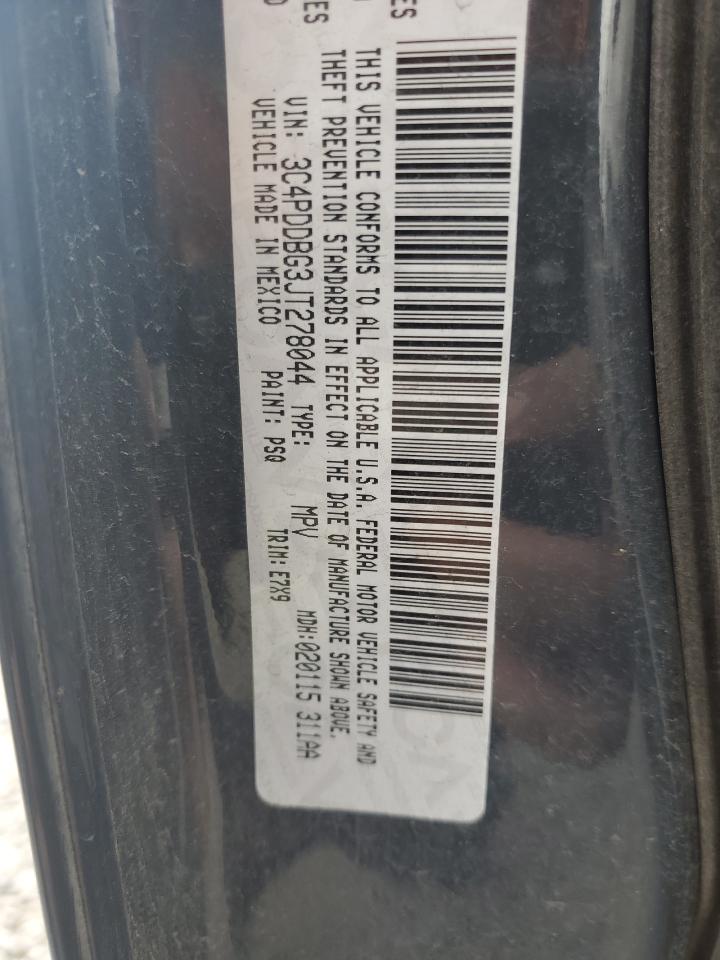 THIS VEHICLE CONFORMS TO ALL APPLICABLE U.S.A. FEDERAL MOTOR VEHICLE SAFETY AND
THEFT PREVENTION STANDARDS IN EFFECT ON THE DATE OF MANUFACTURE SHOWN ABOVE.
VIN: 3C4PDDBG3JT278044 TYPE: MPV MDH:020115 311AA
VEHICLE MADE IN MEXICO PAINT: PSQ TRIM: E7X9